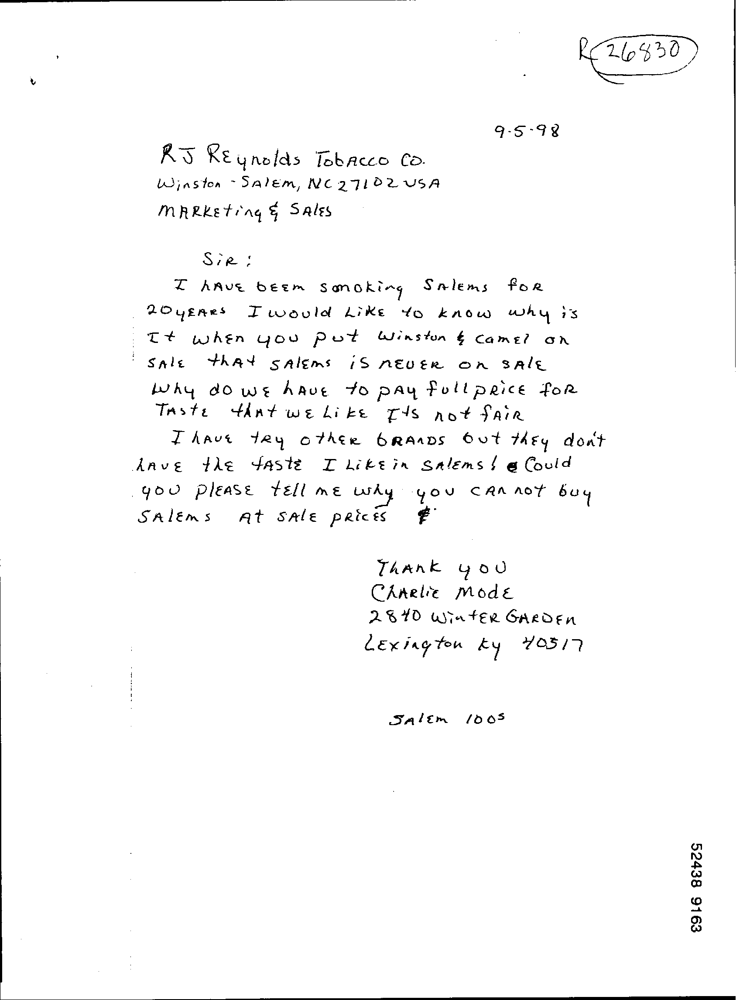 R 26830
9-5-98
RJ REynolds TobAcco Co.
Winston - SAlEm, NC 27102 USA
MARKEting & SAlES
SiR :
I hAVE beem smoking SAlems foR
20 yEARs I would LikE to know why is
It when you put Winston & camel on
SAlE thAt SAlEms is nEVER on SAlE
Why do wE hAVE to pAy full pRiCE foR
TAStE thAt wE LikE Its not fAiR
I hAVE tRy othER bRANds but thEy don't
hAVE thE tAStE I LikE in SAlEms! Could
you plEASE tEll mE why you cAn not buy
SAlEms At SAlE pRicES
ThAnk you
ChARliE ModE
2840 WintER GARDEn
LExington Ky 40517
SAlEm 100s
52438 9163